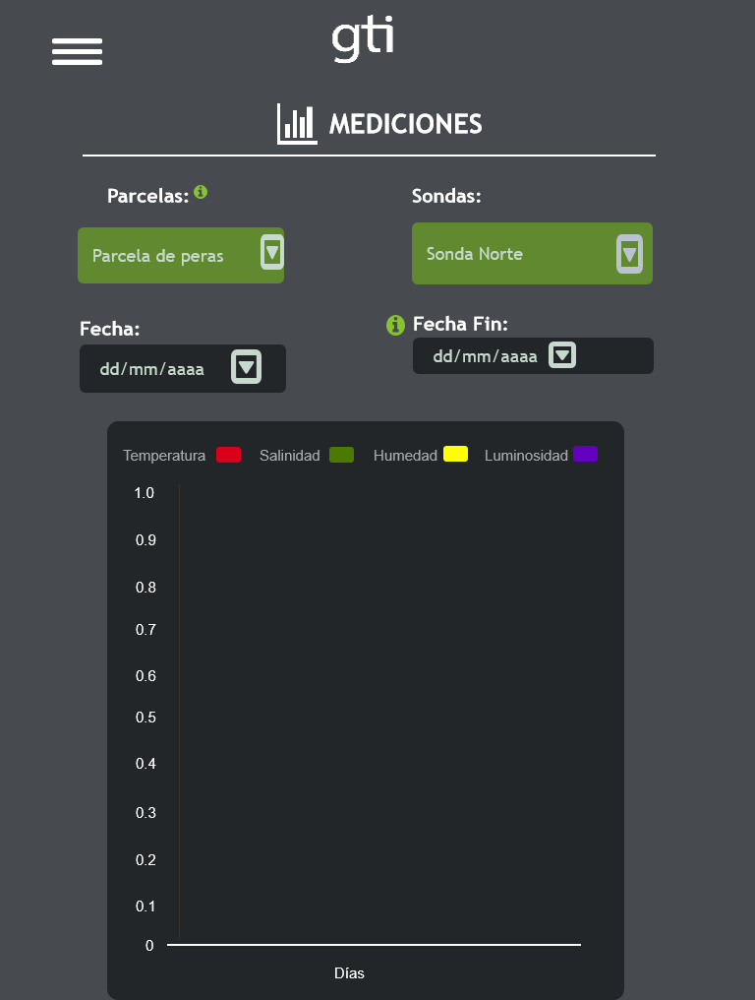 gti
MEDICIONES
Parcelas:
Sondas:
Parcela de peras
Sonda Norte
Fecha:
Fecha Fin:
dd/mm/aaaa
dd/mm/aaaa
Temperatura Salinidad Humedad Luminosidad
1.0
0.9
0.8
0.7
0.6
0.5
0.4
0.3
0.2
0.1
0
Días